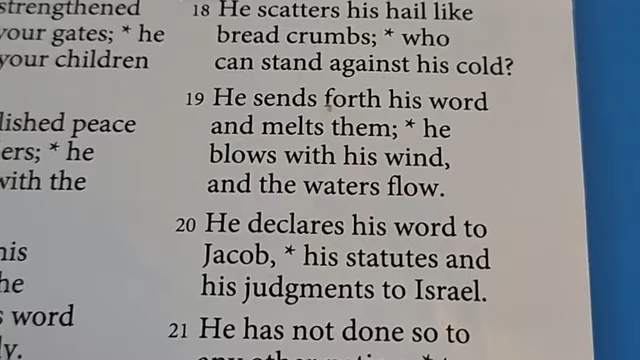 strengthened
your gates; * he
your children
lished peace
ers; * he
with the
his
he
word
18 He scatters his hail like
bread crumbs; * who
can stand against his cold?
19 He sends forth his word
and melts them; * he
blows with his wind,
and the waters flow.
20 He declares his word to
Jacob, * his statutes and
his judgments to Israel.
21 He has not done so to